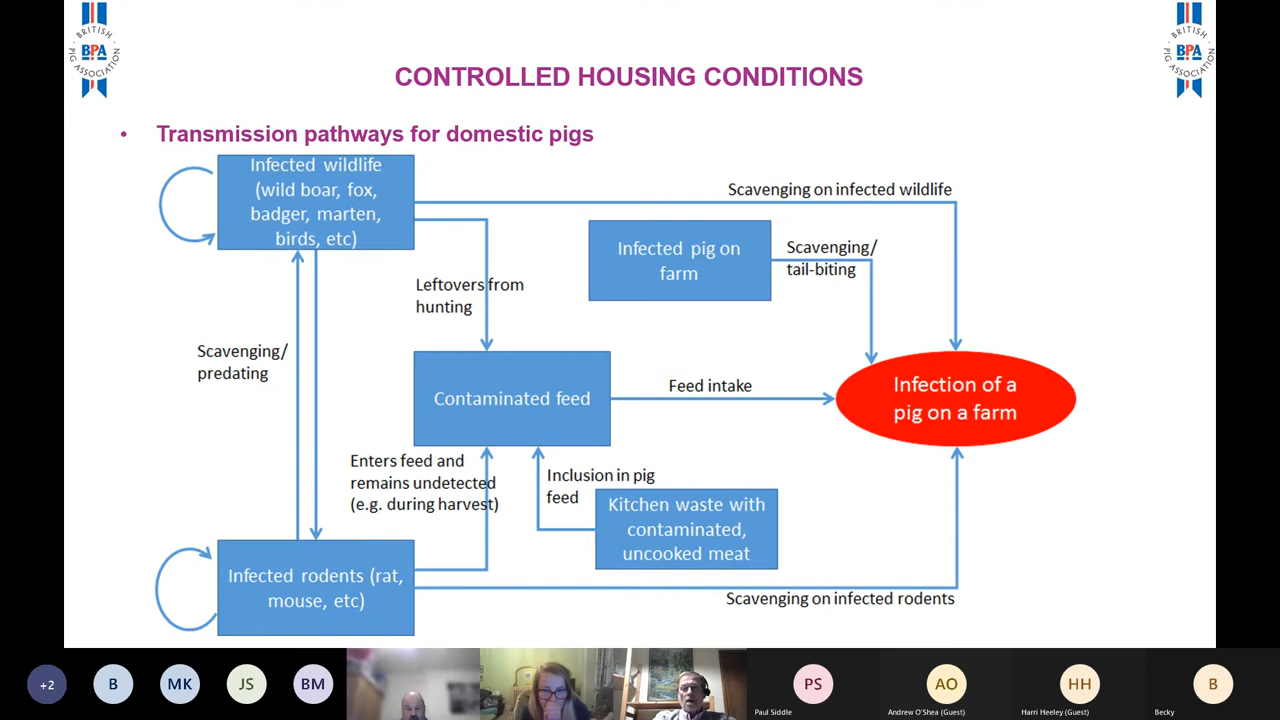 BRITISH
BPA
PIG ASSOCIATION
BRITISH
BPA
PIG ASSOCIATION
CONTROLLED HOUSING CONDITIONS
• Transmission pathways for domestic pigs
Infected wildlife
(wild boar, fox,
badger, marten,
birds, etc)
Scavenging on infected wildlife
Infected pig on
farm
Scavenging/
tail-biting
Leftovers from
hunting
Scavenging/
predating
Contaminated feed
Feed intake
Infection of a
pig on a farm
Enters feed and
remains undetected
(e.g. during harvest)
Inclusion in pig
feed
Kitchen waste with
contaminated,
uncooked meat
Infected rodents (rat,
mouse, etc)
Scavenging on infected rodents
+2
B
MK
JS
BM
PS
Paul Siddle
AO
Andrew O'Shea (Guest)
HH
Harri Heeley (Guest)
B
Becky